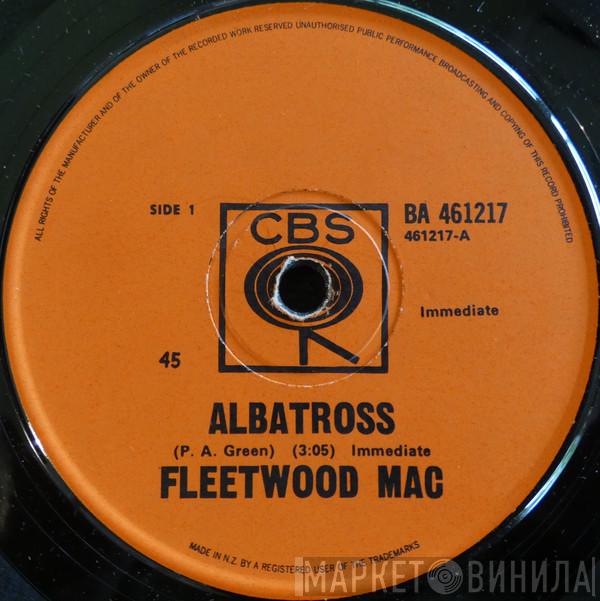 ALL RIGHTS OF THE MANUFACTURER AND OF THE OWNER OF THE RECORDED WORK RESERVED UNAUTHORISED PUBLIC PERFORMANCE BROADCASTING AND COPYING OF THIS RECORD PROHIBITED
SIDE 1
CBS
BA 461217
461217-A
Immediate
45
ALBATROSS
(P. A. Green) (3:05) Immediate
FLEETWOOD MAC
MADE IN N.Z. BY A REGISTERED USER OF THE TRADEMARKS
МАРКЕТ ВИНИЛА